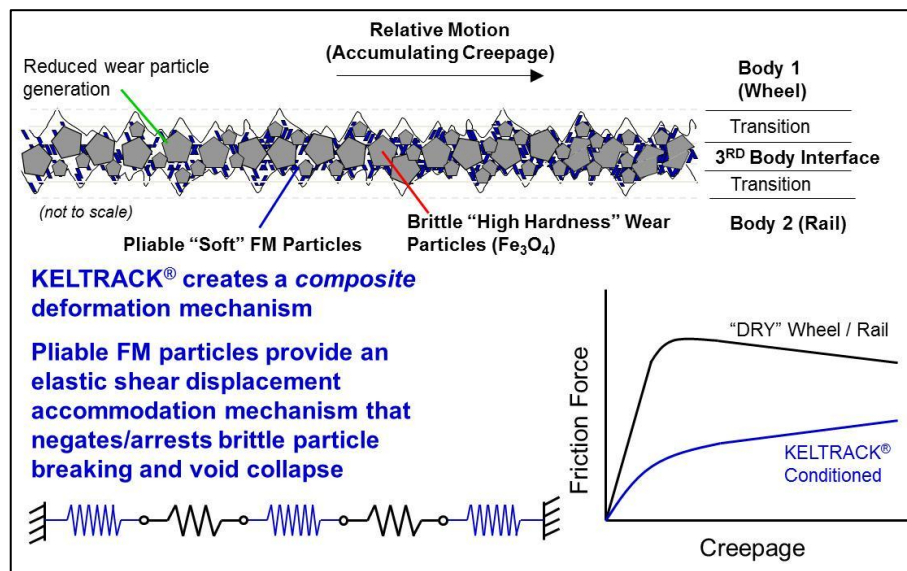 Relative Motion
(Accumulating Creepage)
Reduced wear particle
generation
Body 1
(Wheel)
Transition
3RD Body Interface
Transition
Body 2 (Rail)
(not to scale)
Pliable “Soft” FM Particles
Brittle “High Hardness” Wear
Particles (Fe3O4)
KELTRACK® creates a composite
deformation mechanism
Pliable FM particles provide an
elastic shear displacement
accommodation mechanism that
negates/arrests brittle particle
breaking and void collapse
Friction Force
“DRY” Wheel / Rail
KELTRACK®
Conditioned
Creepage